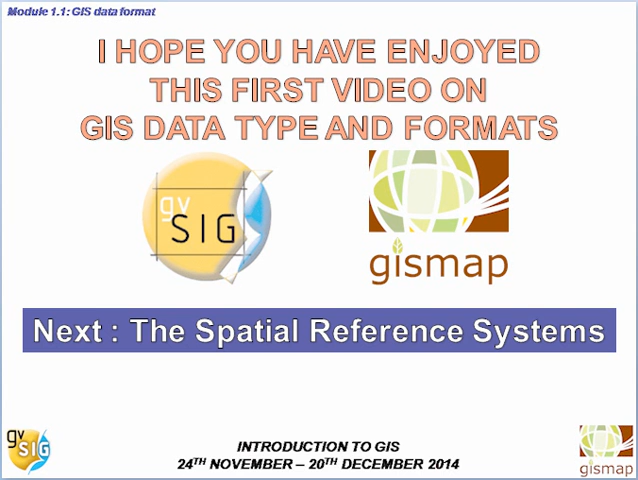 Module 1.1: GIS data format
I HOPE YOU HAVE ENJOYED
THIS FIRST VIDEO ON
GIS DATA TYPE AND FORMATS
gv
SIG
gismap
Next : The Spatial Reference Systems
gv
SIG
INTRODUCTION TO GIS
24TH NOVEMBER – 20TH DECEMBER 2014
gismap